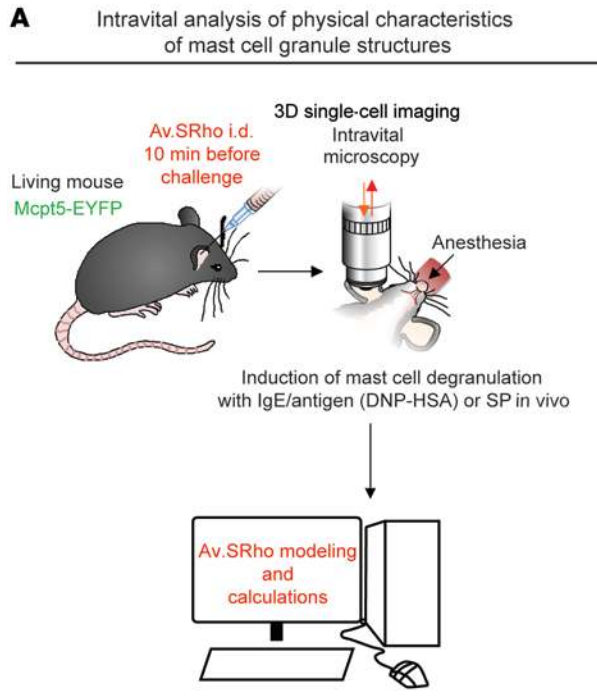 A
Intravital analysis of physical characteristics
of mast cell granule structures
Av.SRho i.d.
10 min before
challenge
Living mouse
Mcpt5-EYFP
3D single-cell imaging
Intravital
microscopy
Anesthesia
Induction of mast cell degranulation
with IgE/antigen (DNP-HSA) or SP in vivo
Av.SRho modeling
and
calculations